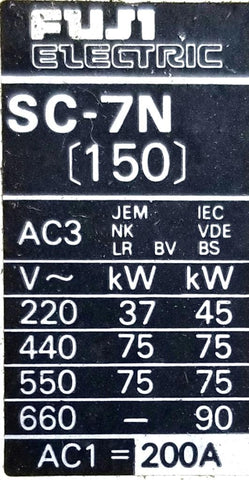 FUJI
ELECTRIC
SC-7N
[150]
AC3 JEM NK LR BV IEC VDE BS
V~ kW kW
220 37 45
440 75 75
550 75 75
660 — 90
AC1 = 200A